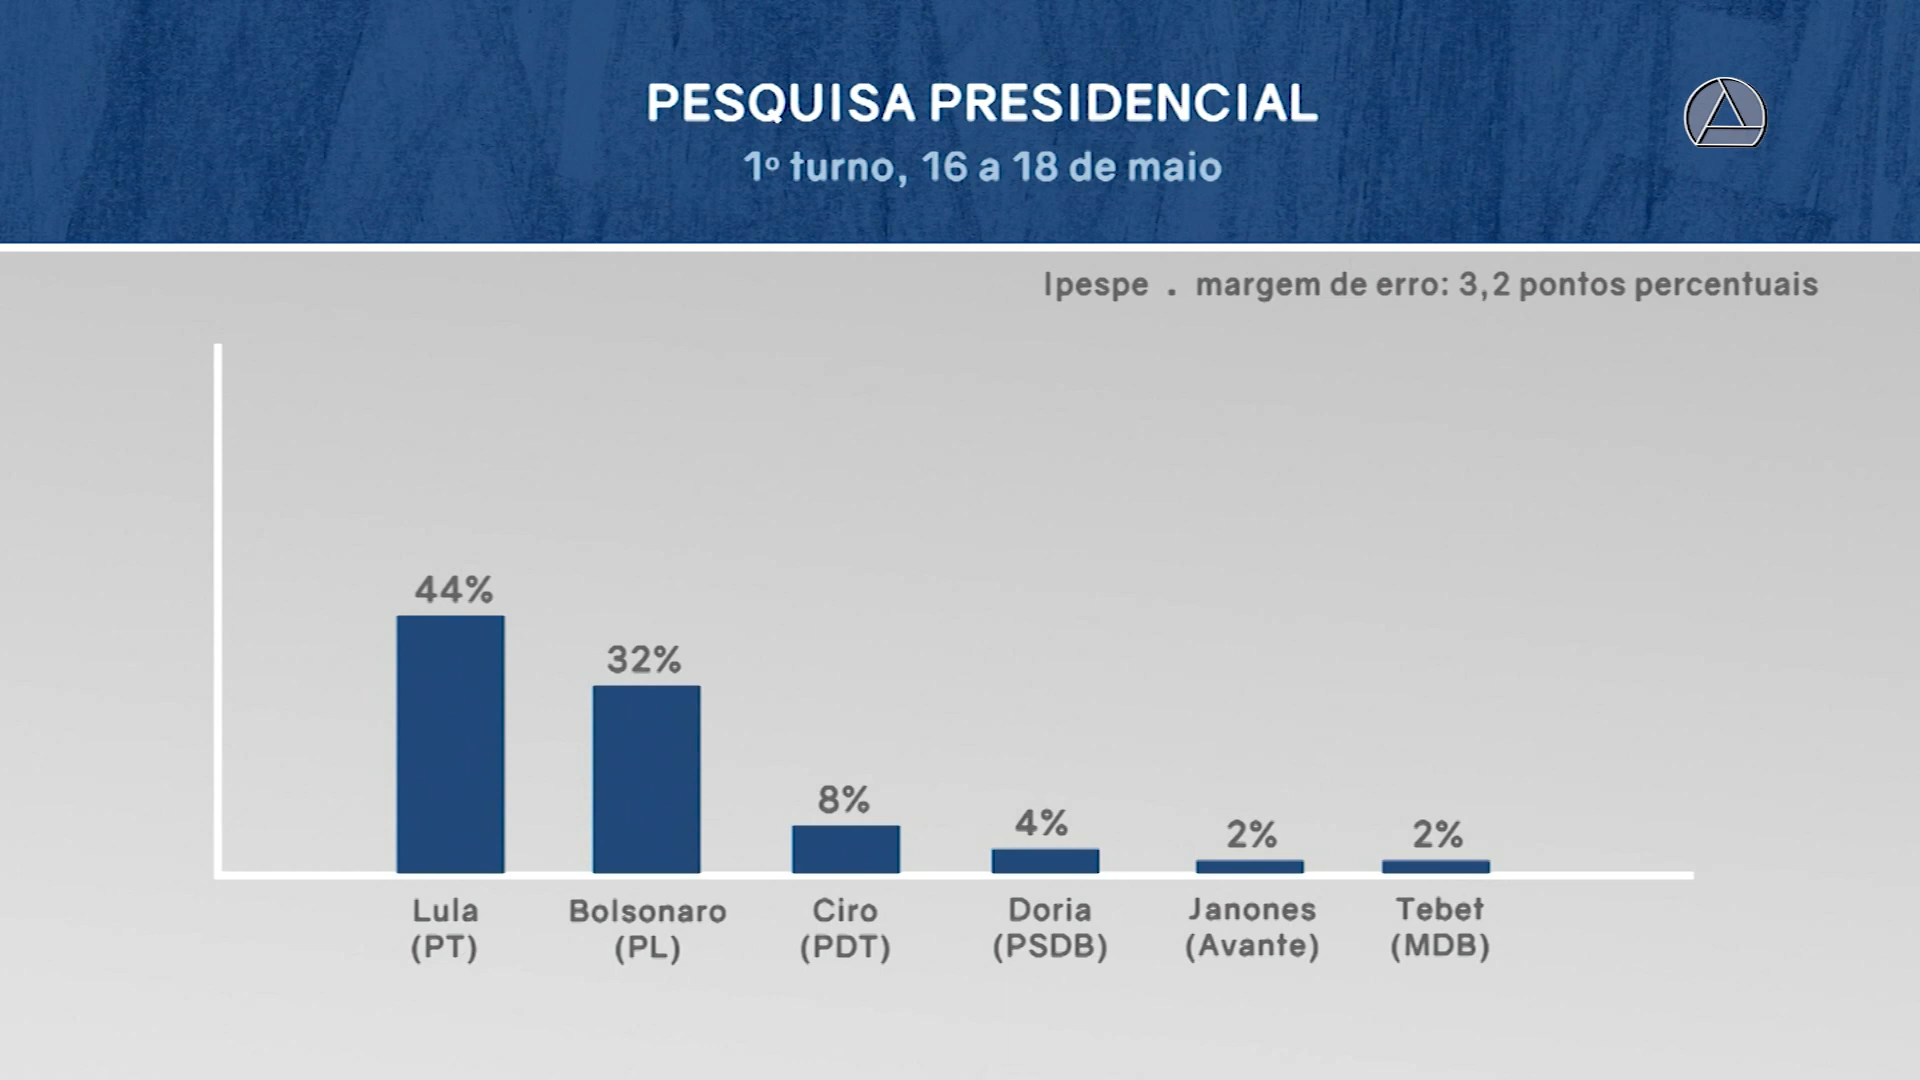 PESQUISA PRESIDENCIAL
1º turno, 16 a 18 de maio
Ipespe . margem de erro: 3,2 pontos percentuais
44%
32%
8%
4%
2%
2%
Lula
(PT)
Bolsonaro
(PL)
Ciro
(PDT)
Doria
(PSDB)
Janones
(Avante)
Tebet
(MDB)